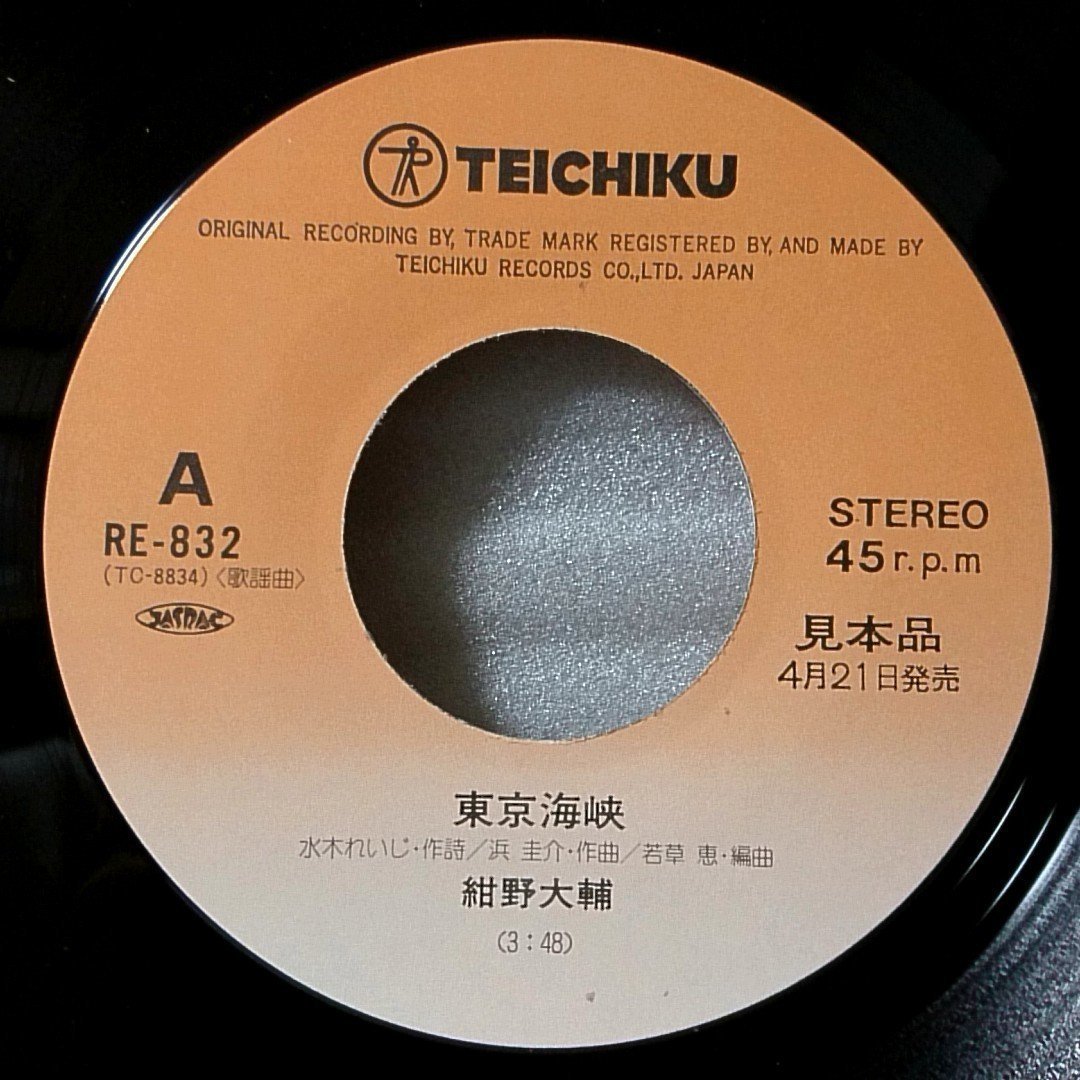 TEICHIKU
ORIGINAL RECORDING BY, TRADE MARK REGISTERED BY, AND MADE BY
TEICHIKU RECORDS CO.,LTD. JAPAN
A
RE-832
(TC-8834)〈歌謡曲〉
JASRAC
STEREO
45 r.p.m
見本品
4月21日発売
東京海峡
水木れいじ・作詩/浜 圭介・作曲/若草 恵・編曲
紺野大輔
(3:48)